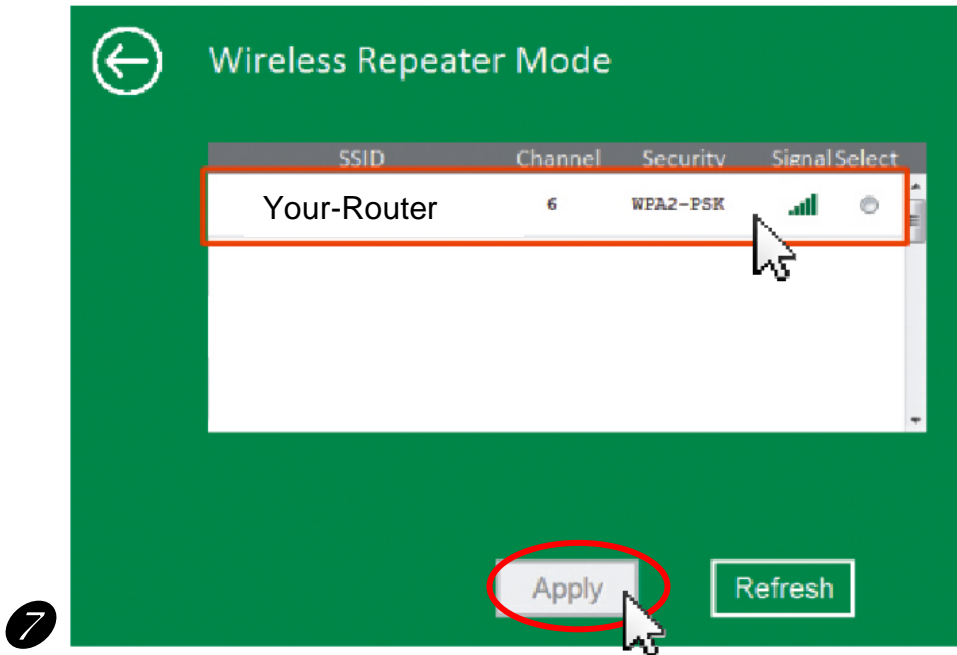 Wireless Repeater Mode
SSID Channel Security Signal Select
Your-Router 6 WPA2-PSK
Apply Refresh
7